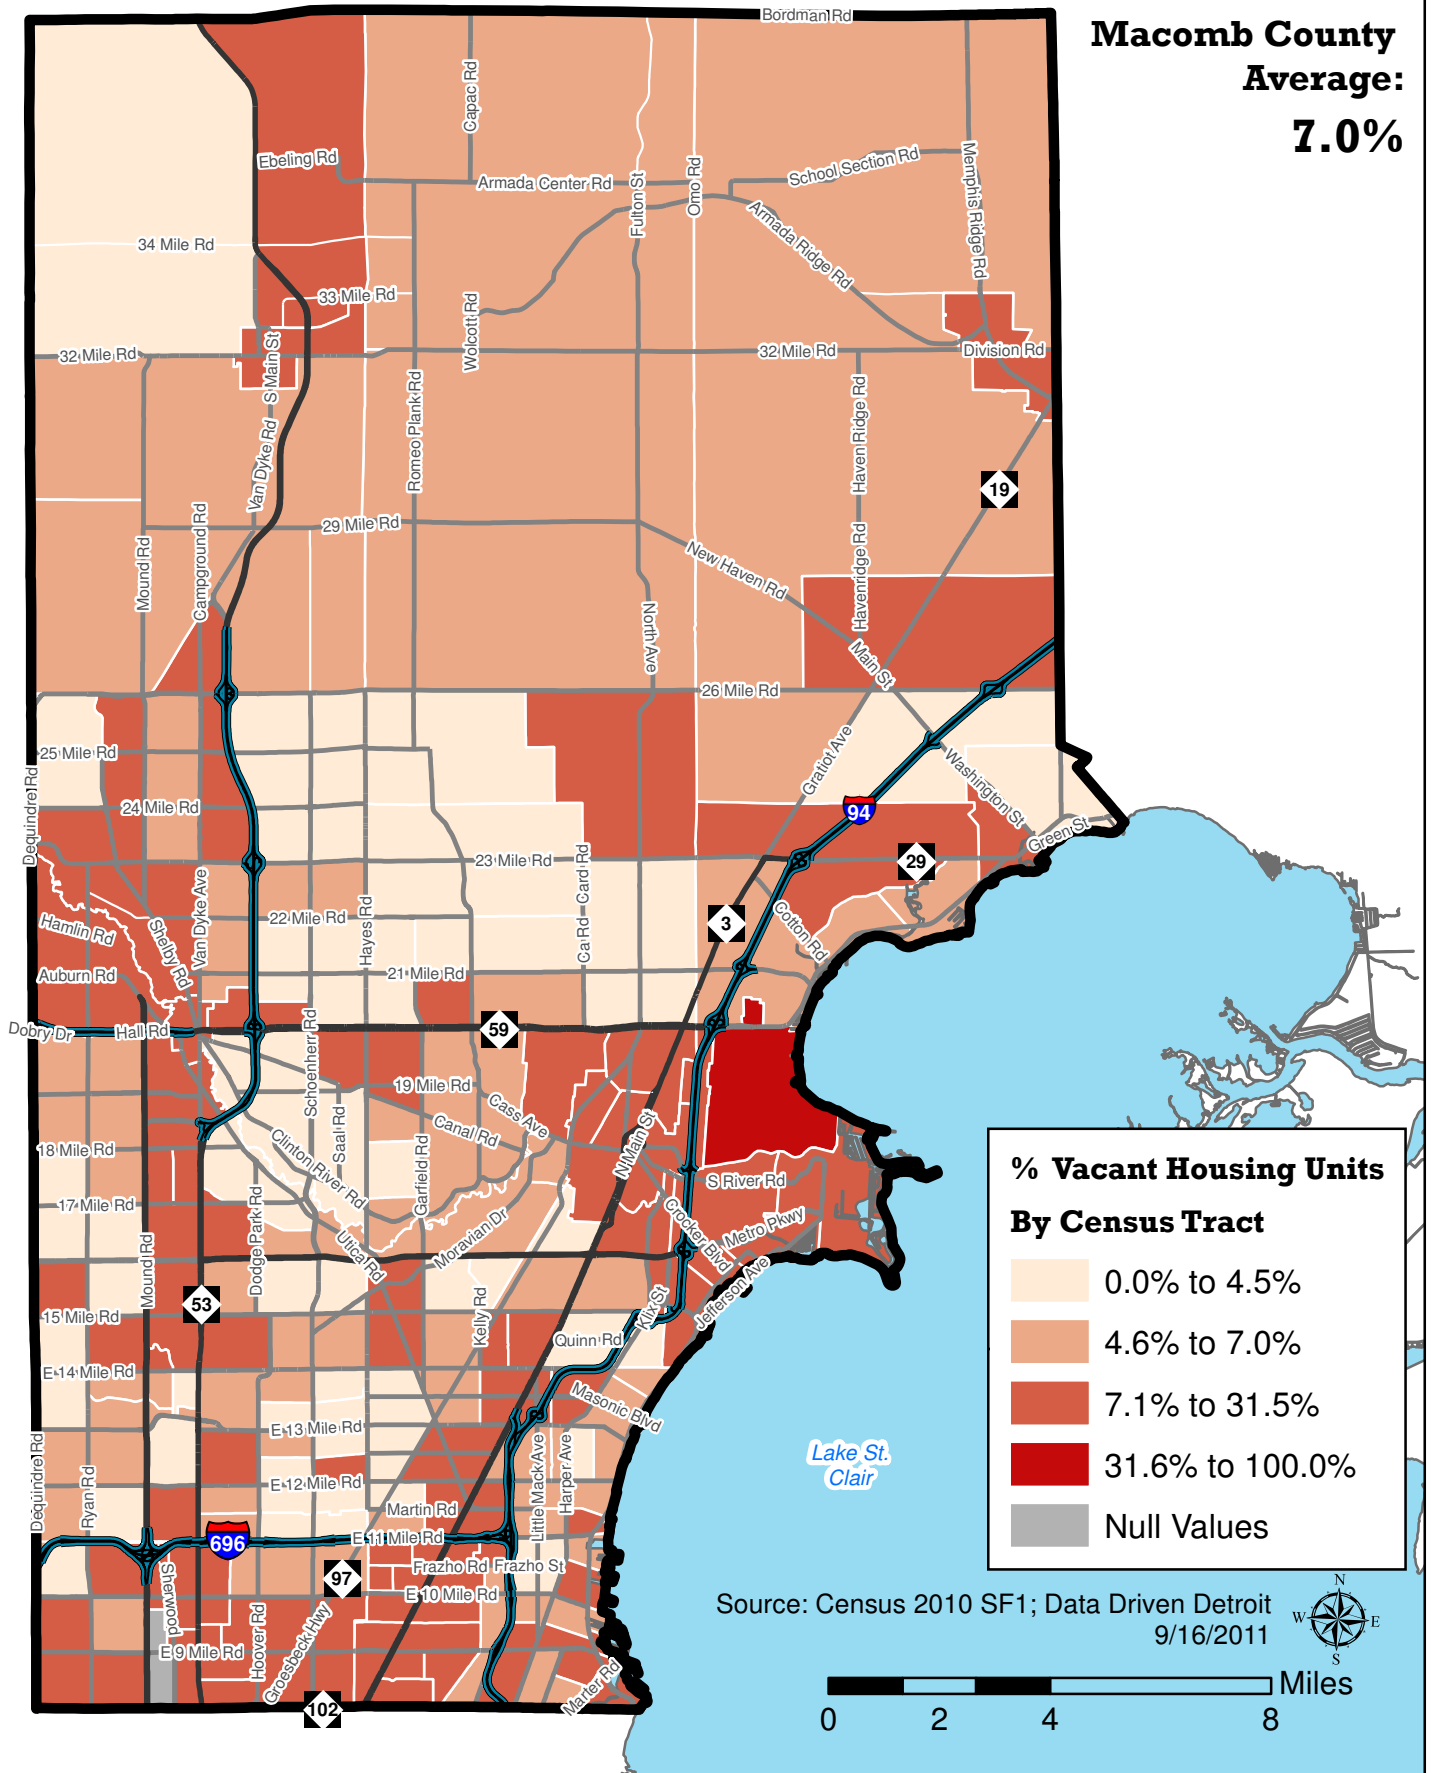 Bordman Rd
Macomb County
Average:
7.0%
Capac Rd
Ebeling Rd
Armada Center Rd
Fulton St
Omo Rd
School Section Rd
Memphis Ridge Rd
Armada Ridge Rd
34 Mile Rd
33 Mile Rd
Wolcott Rd
32 Mile Rd
S Main St
32 Mile Rd
Division Rd
Romeo Plank Rd
Haven Ridge Rd
Van Dyke Rd
19
Campground Rd
29 Mile Rd
Mound Rd
New Haven Rd
Havenridge Rd
North Ave
Main St
26 Mile Rd
25 Mile Rd
Gratiot Ave
Washington St
Dequindre Rd
24 Mile Rd
94
Green St
23 Mile Rd
Card Rd
29
Van Dyke Ave
22 Mile Rd
Hayes Rd
3
Cotton Rd
Hamlin Rd
Shelby Rd
Ca Rd
Auburn Rd
21 Mile Rd
Dobry Dr
Hall Rd
59
Schoenherr Rd
19 Mile Rd
Cass Ave
Canal Rd
Saal Rd
N Main St
18 Mile Rd
Clinton River Rd
Garfield Rd
S River Rd
17 Mile Rd
Dodge Park Rd
Moravian Dr
Crocker Blvd
Metro Pkwy
Utica Rd
Mound Rd
53
Kelly Rd
Klix St
Jefferson Ave
15 Mile Rd
Quinn Rd
E 14 Mile Rd
Masonic Blvd
E 13 Mile Rd
Dequindre Rd
Ryan Rd
E 12 Mile Rd
Little Mack Ave
Harper Ave
Martin Rd
Lake St.
Clair
696
E 11 Mile Rd
Sherwood
97
Frazho Rd
Frazho St
E 10 Mile Rd
Hoover Rd
Groesbeck Hwy
E 9 Mile Rd
Marter Rd
102
% Vacant Housing Units
By Census Tract
0.0% to 4.5%
4.6% to 7.0%
7.1% to 31.5%
31.6% to 100.0%
Null Values
Source: Census 2010 SF1; Data Driven Detroit
9/16/2011
N
W
E
S
Miles
0 2 4 8